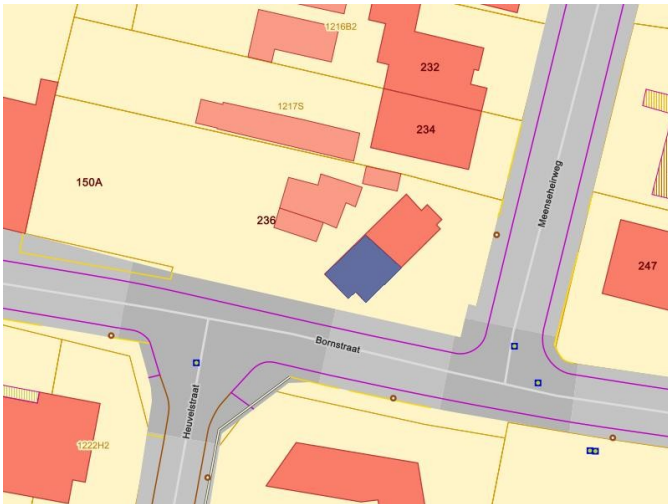 1216B2
232
1217S
234
150A
236
Meenseheirweg
247
Bornstraat
Heuvelstraat
1222H2